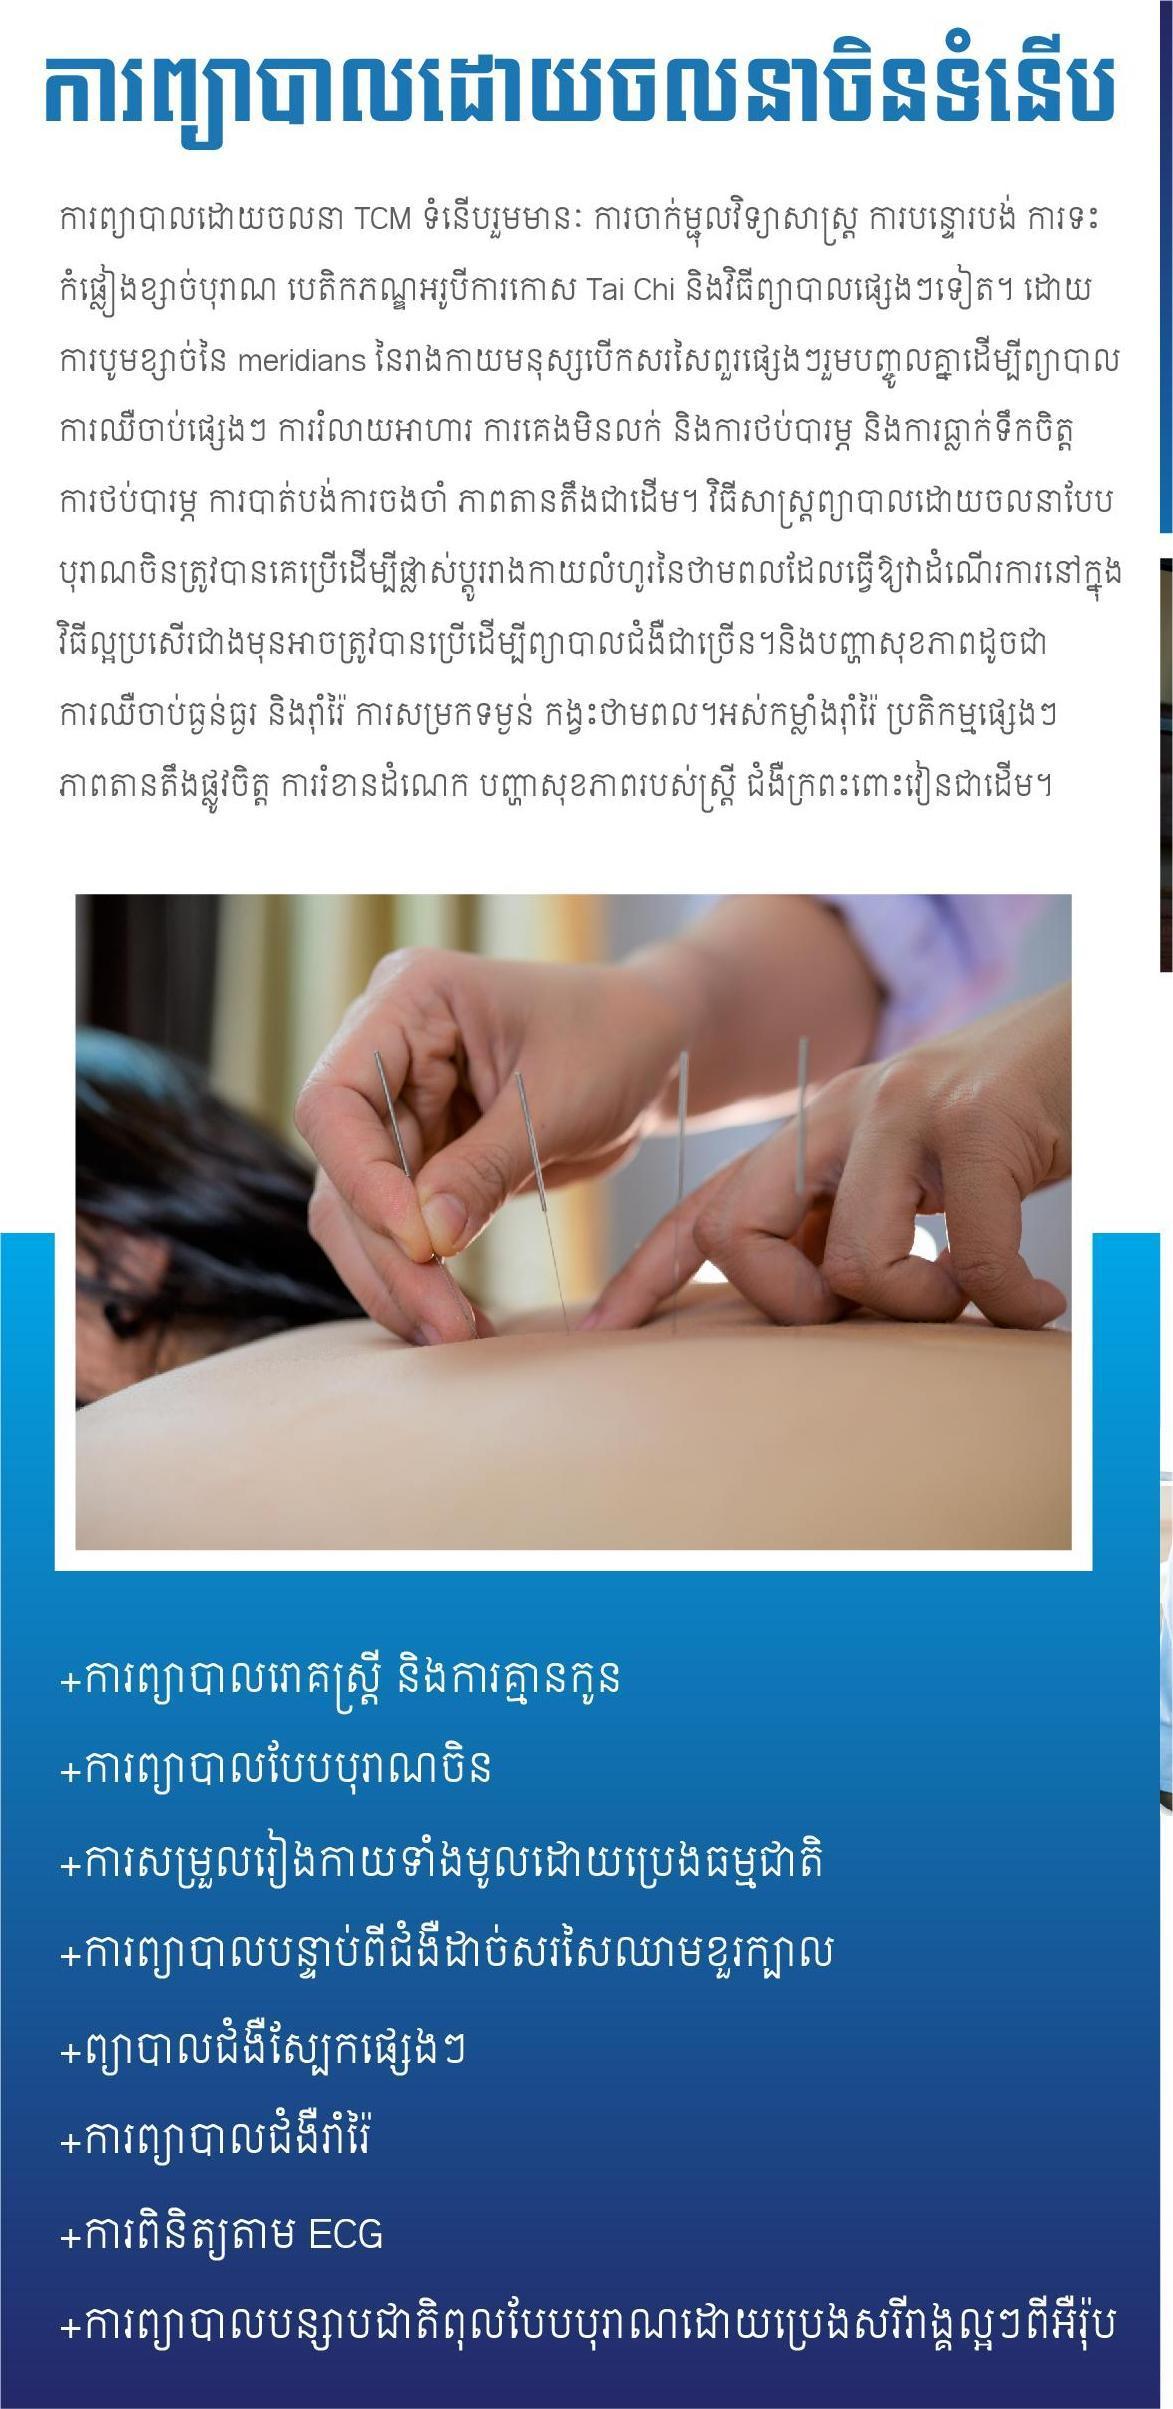 ការព្យាបាលដោយចលនាចិនទំនើប
ការព្យាបាលដោយចលនា TCM ទំនើបរួមមាន: ការចាក់ម្ជុលវិទ្យាសាស្ត្រ ការបន្ទោរបង់ ការទះ
កំផ្លៀងខ្យាច់បុរាណ បេតិកភណ្ឌអរូបីការកោស Tai Chi និងវិធីព្យាបាលផ្សេងៗទៀត។ ដោយ
ការបូមខ្យាច់នៃ meridians នៃរាងកាយមនុស្សបើកសរសៃពួរផ្សេងៗរួមបញ្ចូលគ្នាដើម្បីព្យាបាល
ការឈឺចាប់ផ្សេងៗ ការរំលាយអាហារ ការគេងមិនលក់ និងការថប់បារម្ភ និងការធ្លាក់ទឹកចិត្ត
ការថប់បារម្ភ ការបាត់បង់ការចងចាំ ភាពតានតឹងជាដើម។ វិធីសាស្ត្រព្យាបាលដោយចលនាបែប
បុរាណចិនត្រូវបានគេប្រើដើម្បីផ្លាស់ប្តូររាងកាយលំហូរនៃថាមពលដែលធ្វើឱ្យវាដំណើរការនៅក្នុង
វិធីល្អប្រសើរជាងមុនអាចត្រូវបានប្រើដើម្បីព្យាបាលជំងឺជាច្រើន។និងបញ្ហាសុខភាពដូចជា
ការឈឺចាប់ធ្ងន់ធ្ងរ និងរ៉ាំរ៉ៃ ការសម្រកទម្ងន់ កង្វះថាមពល។អស់កម្លាំងរ៉ាំរ៉ៃ ប្រតិកម្មផ្សេងៗ
ភាពតានតឹងផ្លូវចិត្ត ការរំខានដំណេក បញ្ហាសុខភាពរបស់ស្ត្រី ជំងឺក្រពះពោះវៀនជាដើម។
+ការព្យាបាលរោគស្ត្រី និងការគ្មានកូន
+ការព្យាបាលបែបបុរាណចិន
+ការសម្រួលរៀងកាយទាំងមូលដោយប្រេងធម្មជាតិ
+ការព្យាបាលបន្ទាប់ពីជំងឺដាច់សរសៃឈាមខួរក្បាល
+ព្យាបាលជំងឺស្បែកផ្សេងៗ
+ការព្យាបាលជំងឺរាំរ៉ៃ
+ការពិនិត្យតាម ECG
+ការព្យាបាលបន្សាបជាតិពុលបែបបុរាណដោយប្រេងសរីរាង្គល្អៗពីអឺរ៉ុប